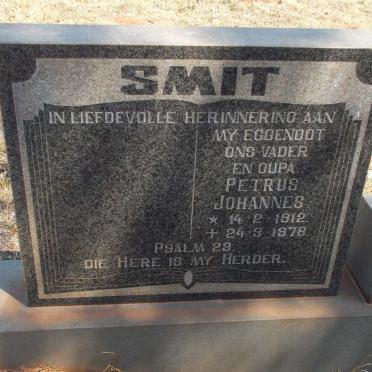 SMIT
IN LIEFDEVOLLE HERINNERING AAN
MY EGGENOOT
ONS VADER
EN OUPA
PETRUS
JOHANNES
* 14·2·1912.
+ 24·3·1978.
PSALM 23.
DIE HERE IS MY HERDER.